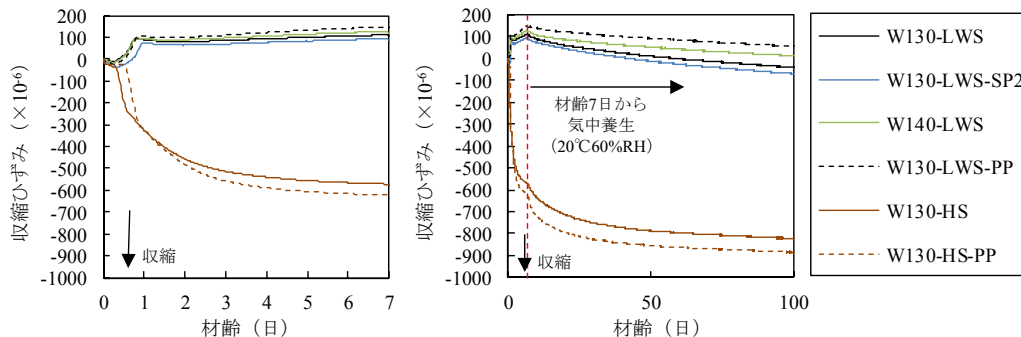 200
100
0
-100
-200
-300
-400
-500
-600
-700
-800
-900
-1000
収縮ひずみ（×10⁻⁶）
収縮
0 1 2 3 4 5 6 7
材齢（日）
200
100
0
-100
-200
-300
-400
-500
-600
-700
-800
-900
-1000
収縮ひずみ（×10⁻⁶）
材齢7日から
気中養生
(20℃60%RH)
収縮
0 50 100
材齢（日）
W130-LWS
W130-LWS-SP2
W140-LWS
W130-LWS-PP
W130-HS
W130-HS-PP